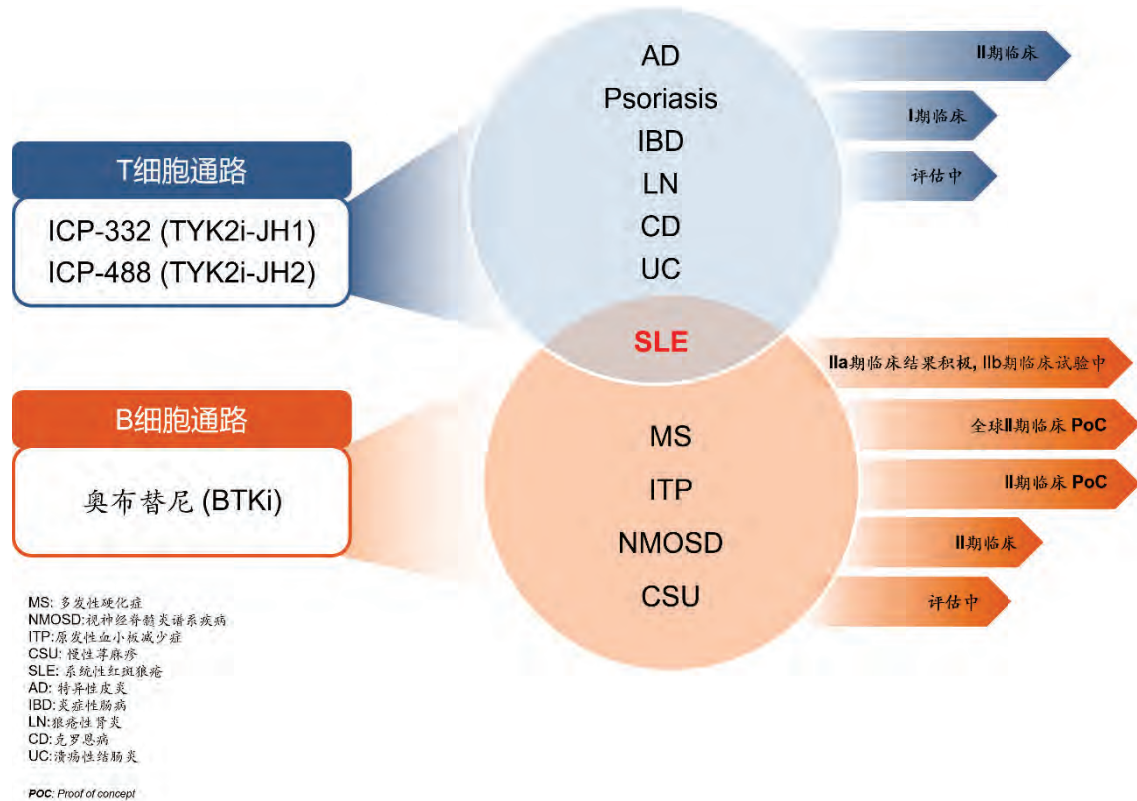 T细胞通路
ICP-332 (TYK2i-JH1)
ICP-488 (TYK2i-JH2)
B细胞通路
奥布替尼 (BTKi)
AD
Psoriasis
IBD
LN
CD
UC
SLE
MS
ITP
NMOSD
CSU
II期临床
I期临床
评估中
IIa期临床结果积极, IIb期临床试验中
全球II期临床 PoC
II期临床 PoC
II期临床
评估中
MS: 多发性硬化症
NMOSD:视神经脊髓炎谱系疾病
ITP:原发性血小板减少症
CSU: 慢性荨麻疹
SLE: 系统性红斑狼疮
AD: 特异性皮炎
IBD:炎症性肠病
LN:狼疮性肾炎
CD:克罗恩病
UC:溃疡性结肠炎
POC: Proof of concept